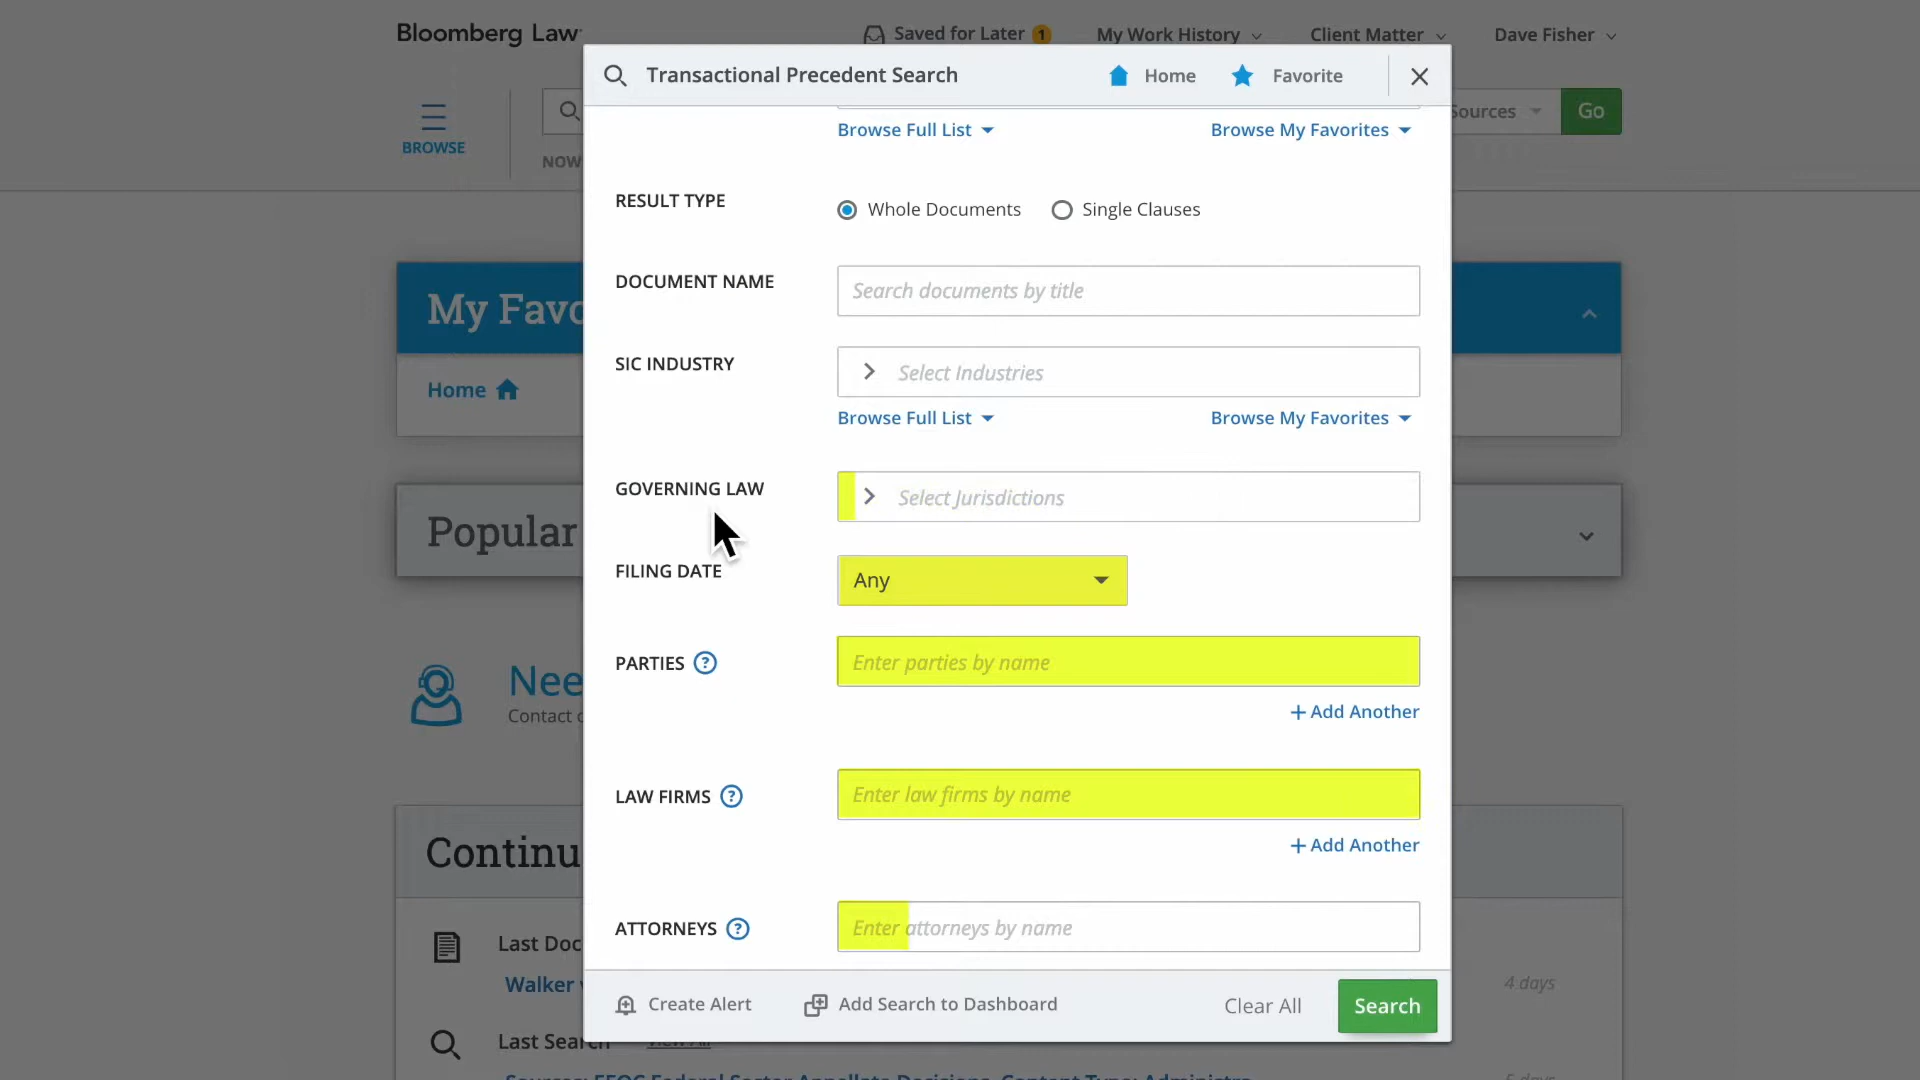 Bloomberg Law
Saved for Later 1
My Work History
Client Matter
Dave Fisher
Transactional Precedent Search
Home
Favorite
BROWSE
NOW
Sources
Go
Browse Full List
Browse My Favorites
RESULT TYPE
Whole Documents
Single Clauses
DOCUMENT NAME
Search documents by title
My Favo
Home
SIC INDUSTRY
Select Industries
Browse Full List
Browse My Favorites
GOVERNING LAW
Select Jurisdictions
Popular
FILING DATE
Any
PARTIES ?
Enter parties by name
+ Add Another
Nee
Contact
LAW FIRMS ?
Enter law firms by name
+ Add Another
Continu
ATTORNEYS ?
Enter attorneys by name
Last Doc
Walker
4 days
Create Alert
Add Search to Dashboard
Clear All
Search
Last Search
View All